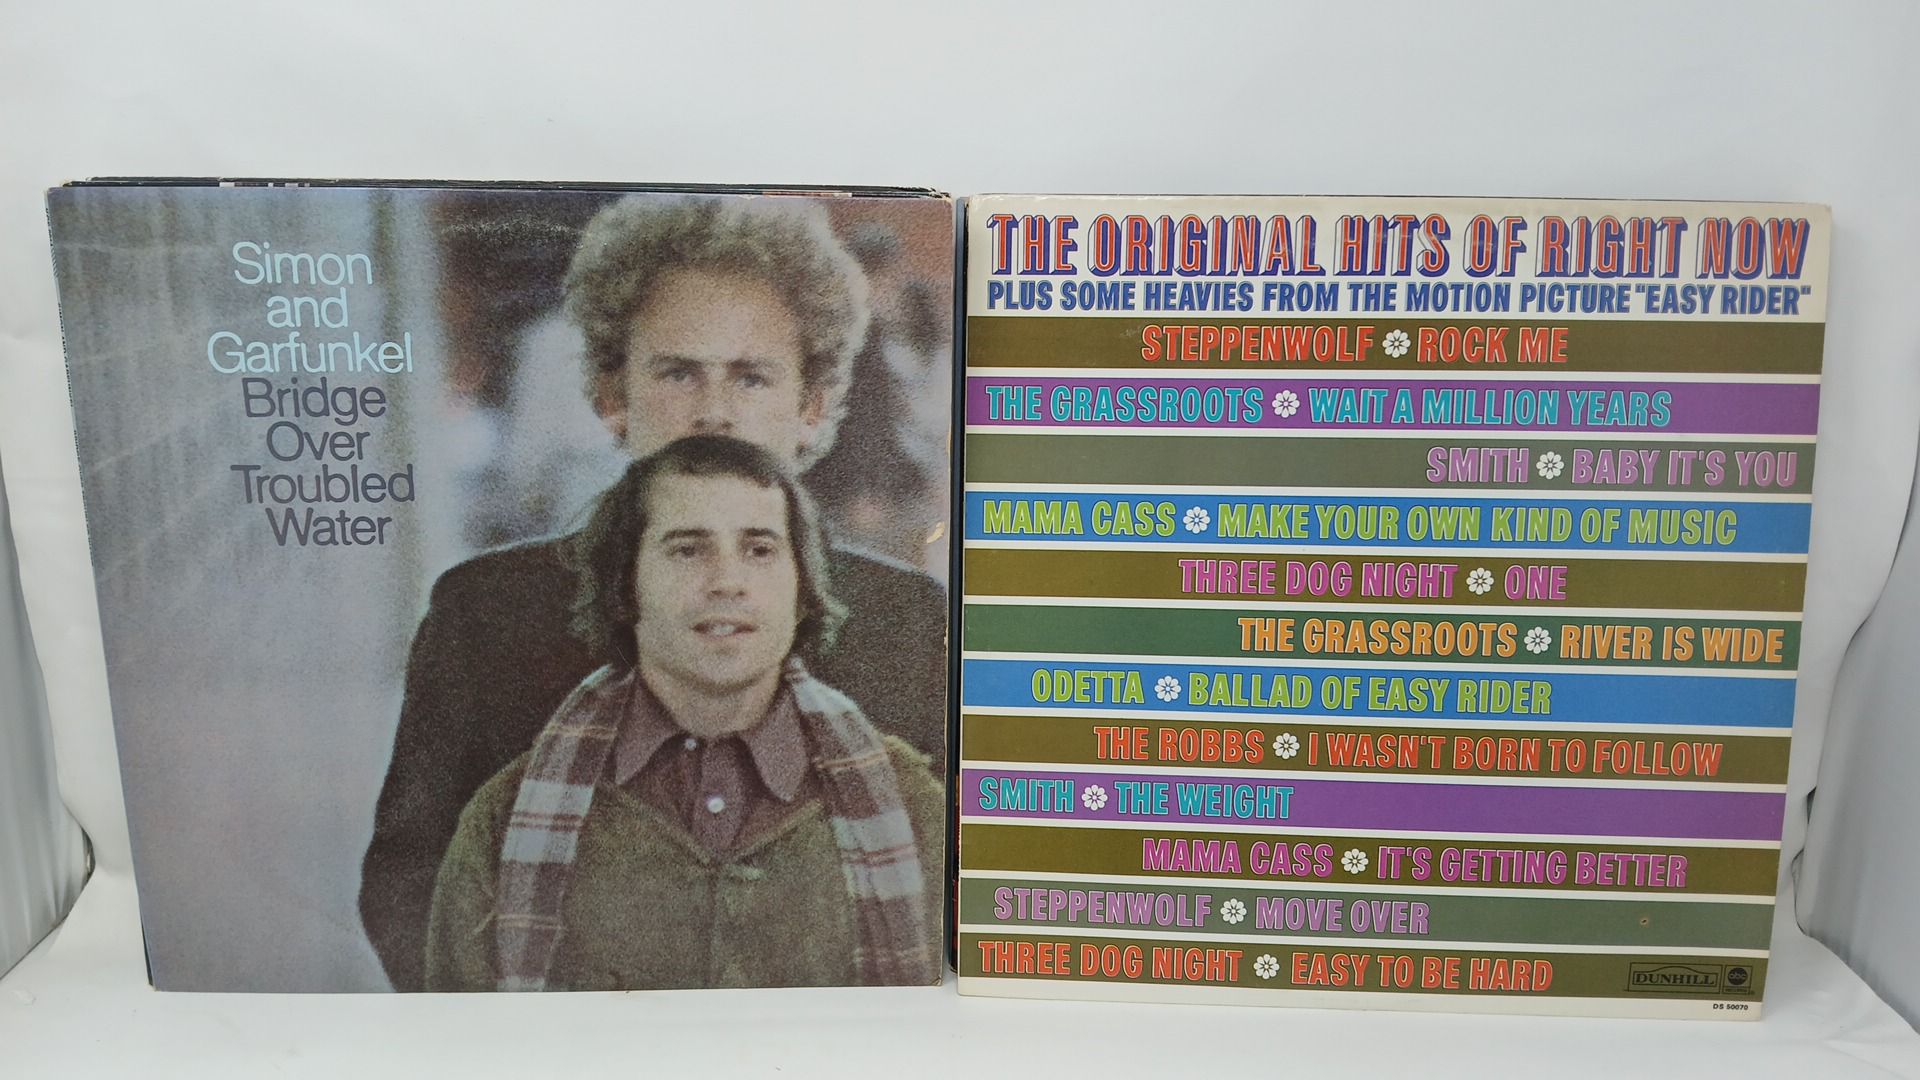 Simon
and
Garfunkel
Bridge
Over
Troubled
Water
THE ORIGINAL HITS OF RIGHT NOW
PLUS SOME HEAVIES FROM THE MOTION PICTURE "EASY RIDER"
STEPPENWOLF ROCK ME
THE GRASSROOTS WAIT A MILLION YEARS
SMITH BABY IT'S YOU
MAMA CASS MAKE YOUR OWN KIND OF MUSIC
THREE DOG NIGHT ONE
THE GRASSROOTS RIVER IS WIDE
ODETTA BALLAD OF EASY RIDER
THE ROBBS I WASN'T BORN TO FOLLOW
SMITH THE WEIGHT
MAMA CASS IT'S GETTING BETTER
STEPPENWOLF MOVE OVER
THREE DOG NIGHT EASY TO BE HARD
DUNHILL abc
DS 50070